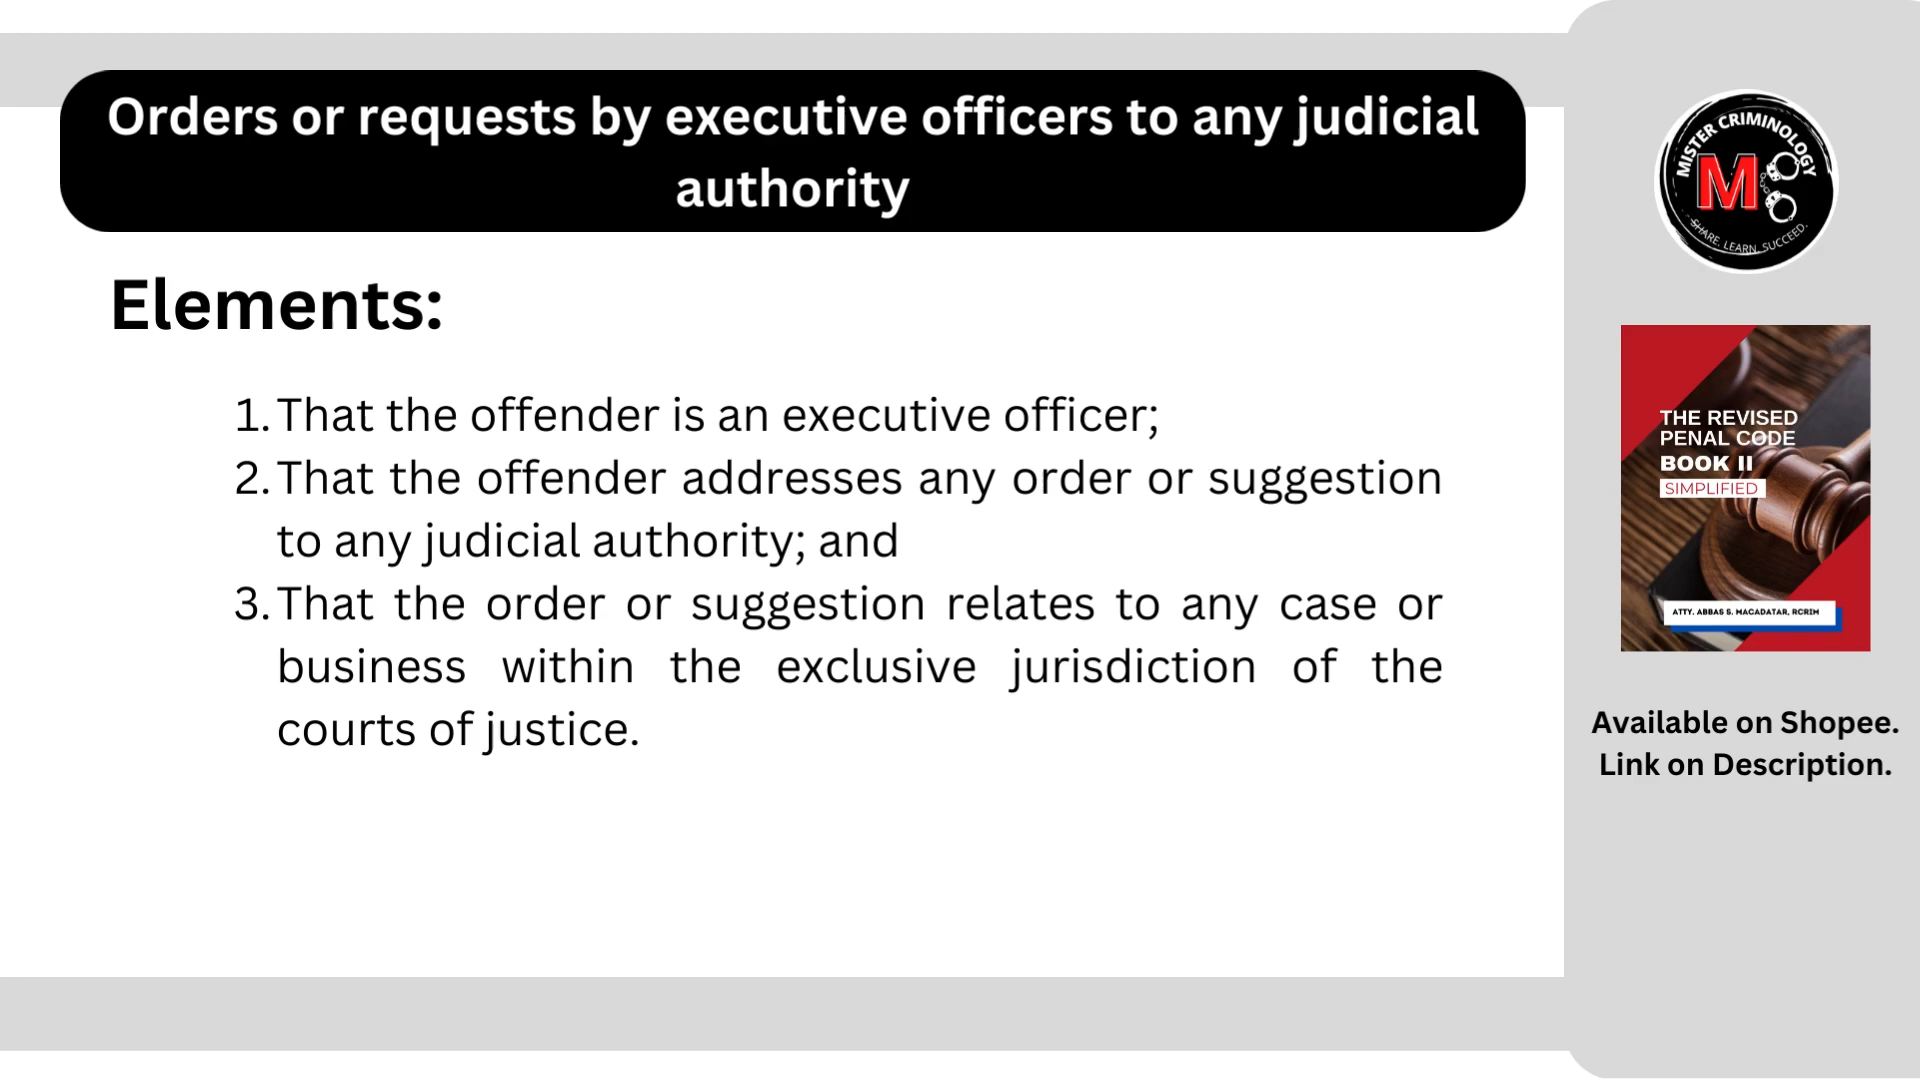 Orders or requests by executive officers to any judicial
authority
Elements:
1. That the offender is an executive officer;
2. That the offender addresses any order or suggestion
to any judicial authority; and
3. That the order or suggestion relates to any case or
business within the exclusive jurisdiction of the
courts of justice.
MISTER CRIMINOLOGY
M
SHARE. LEARN. SUCCEED.
THE REVISED
PENAL CODE
BOOK II
SIMPLIFIED
ATTY. ABBAS S. MACADATAR, RCRIM
Available on Shopee.
Link on Description.